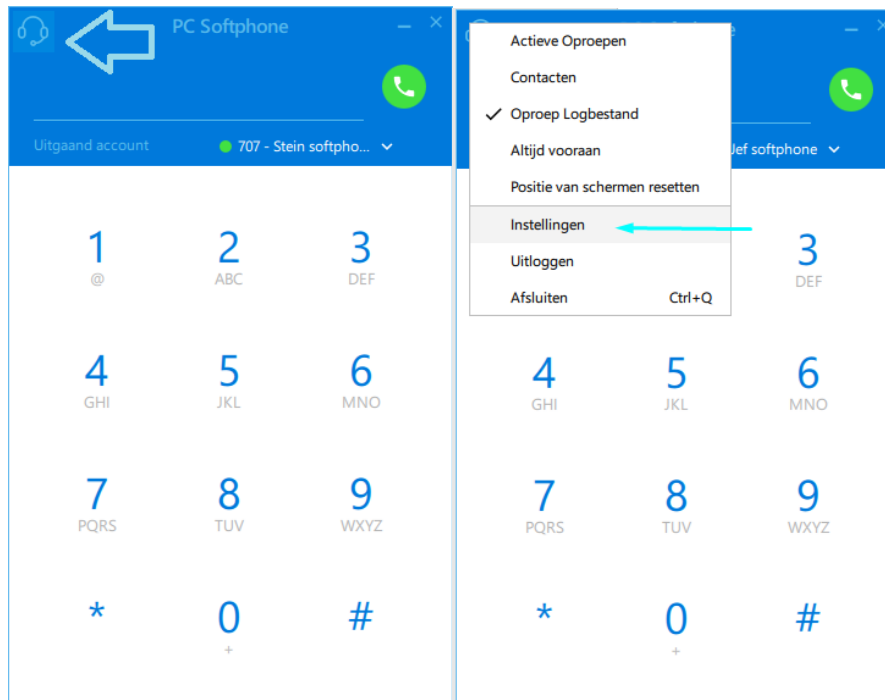 PC Softphone
Uitgaand account
707 - Stein softpho...
1
@
2
ABC
3
DEF
4
GHI
5
JKL
6
MNO
7
PQRS
8
TUV
9
WXYZ
*
0
+
#
Actieve Oproepen
Contacten
Oproep Logbestand
Altijd vooraan
Positie van schermen resetten
Instellingen
Uitloggen
Afsluiten Ctrl+Q
Jef softphone
3
DEF
4
GHI
5
JKL
6
MNO
7
PQRS
8
TUV
9
WXYZ
*
0
+
#